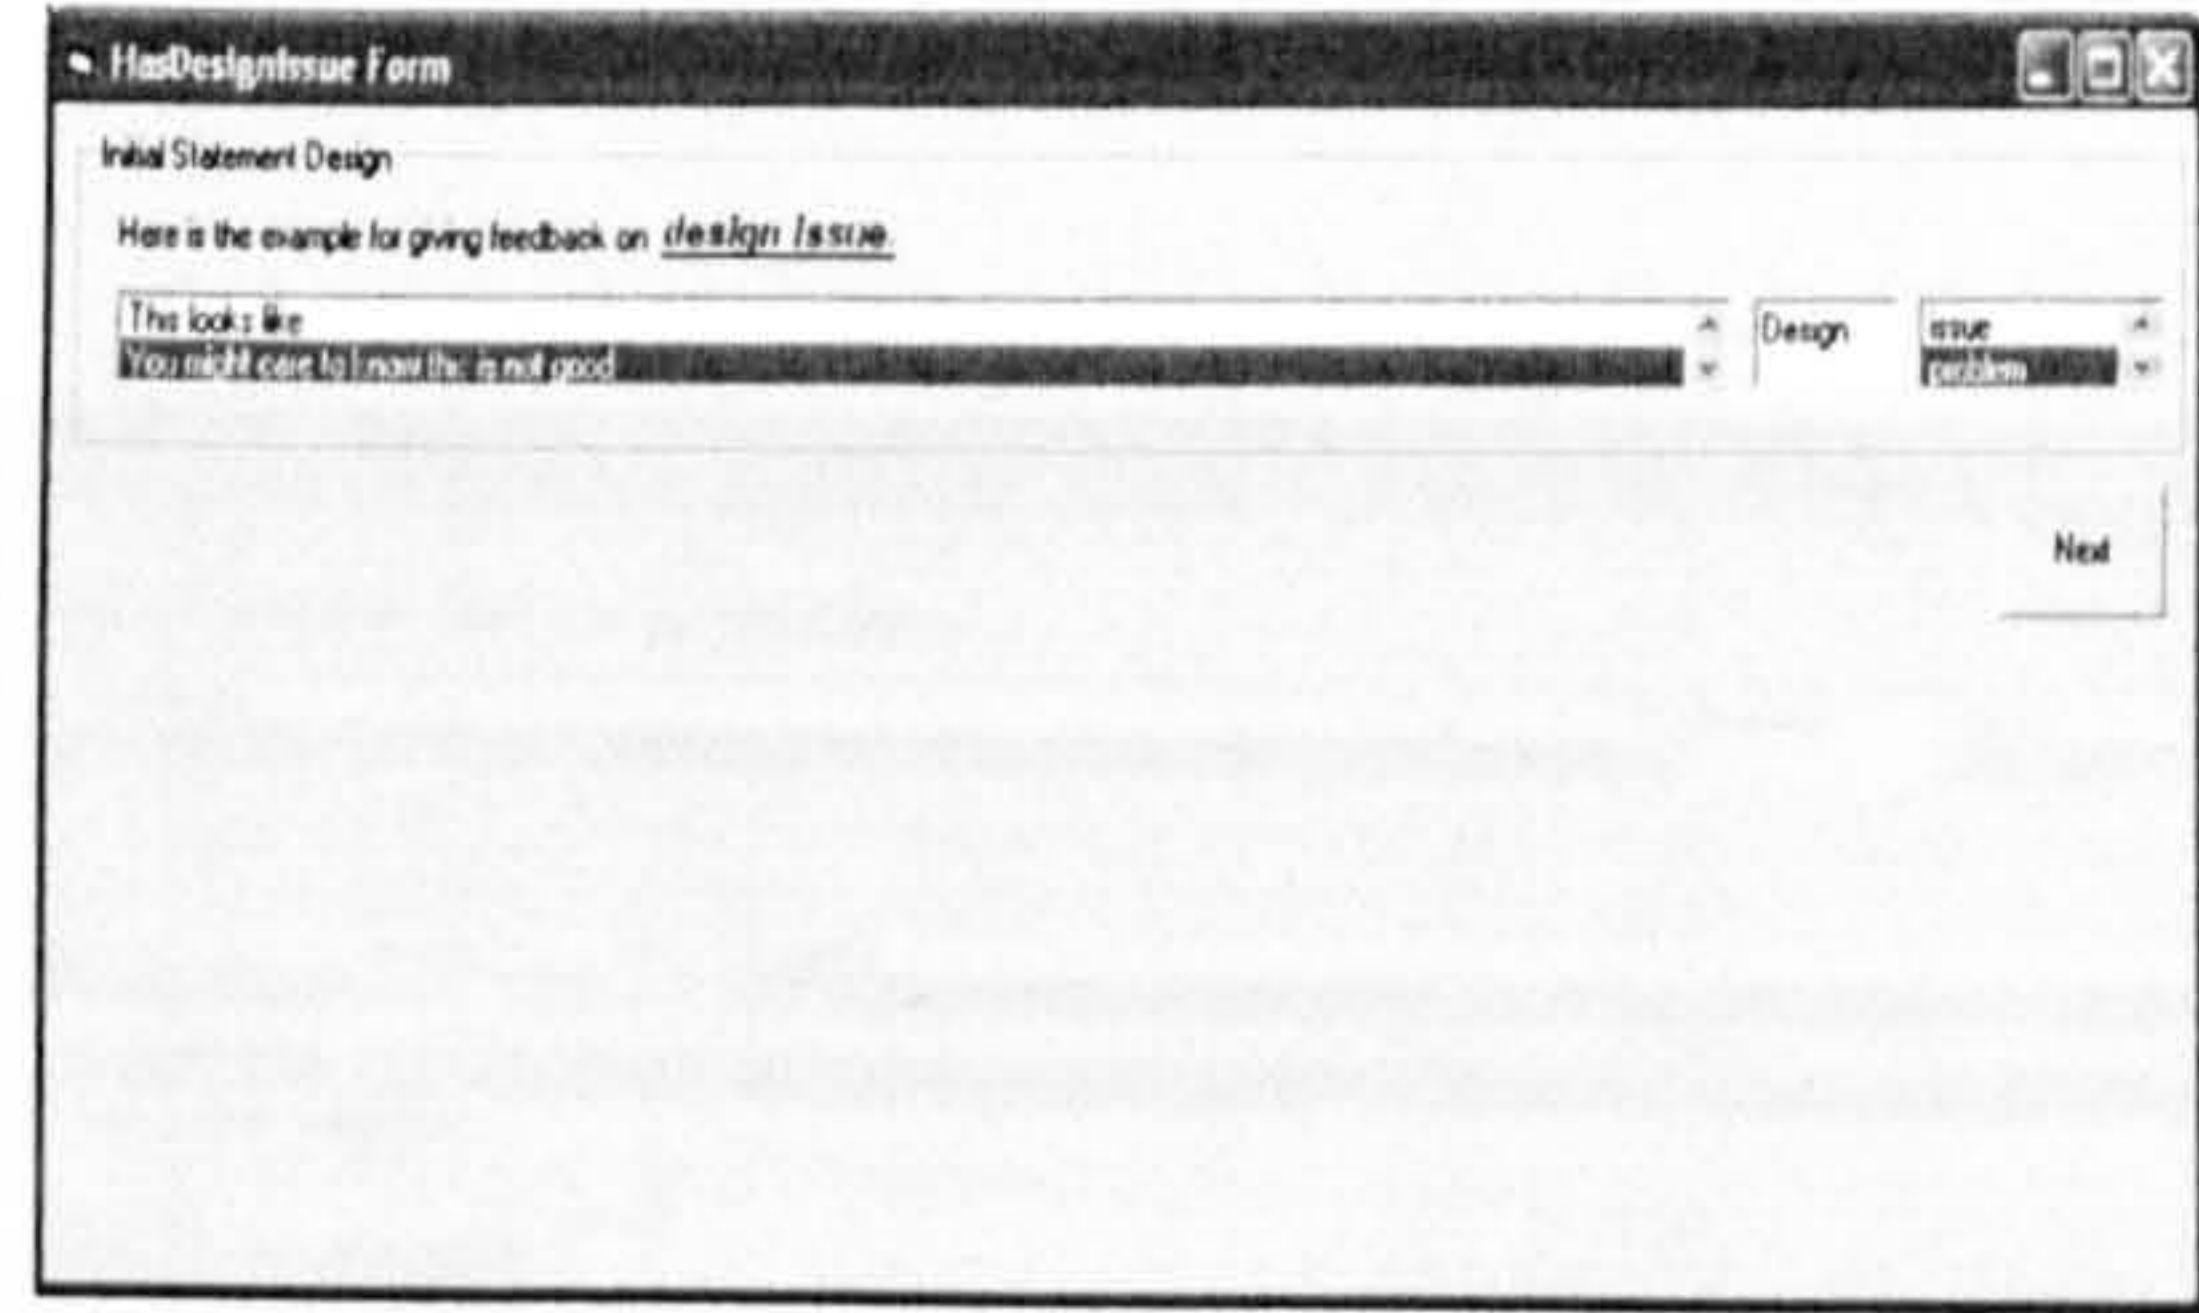 HasDesignIssue Form
Initial Statement Design
Here is the example for giving feedback on design issue.
This looks like
You might care to know this is not good
Design
issue
problem
Next